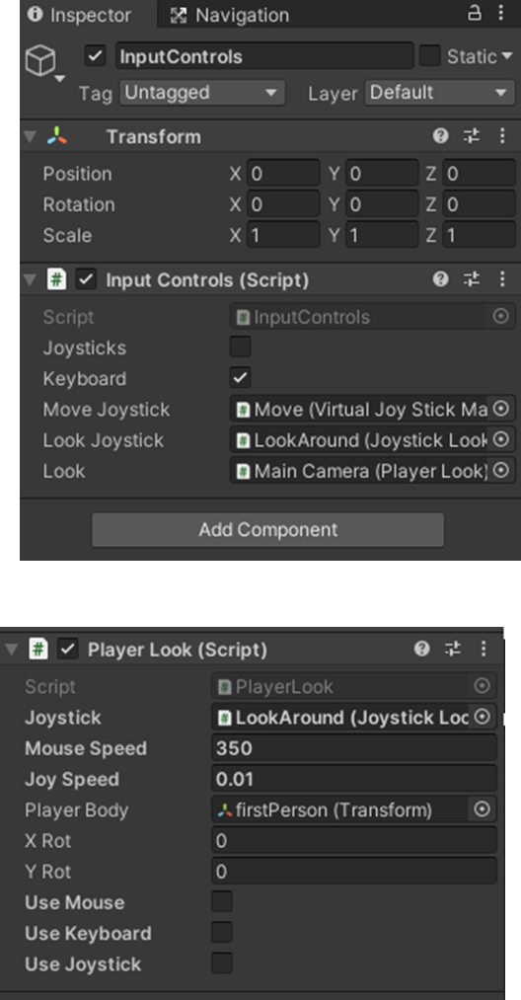 Inspector Navigation
InputControls Static
Tag Untagged Layer Default
Transform
Position X 0 Y 0 Z 0
Rotation X 0 Y 0 Z 0
Scale X 1 Y 1 Z 1
# Input Controls (Script)
Script # InputControls
Joysticks
Keyboard
Move Joystick # Move (Virtual Joy Stick Ma
Look Joystick # LookAround (Joystick Look
Look # Main Camera (Player Look)
Add Component
# Player Look (Script)
Script # PlayerLook
Joystick # LookAround (Joystick Loo
Mouse Speed 350
Joy Speed 0.01
Player Body firstPerson (Transform)
X Rot 0
Y Rot 0
Use Mouse
Use Keyboard
Use Joystick